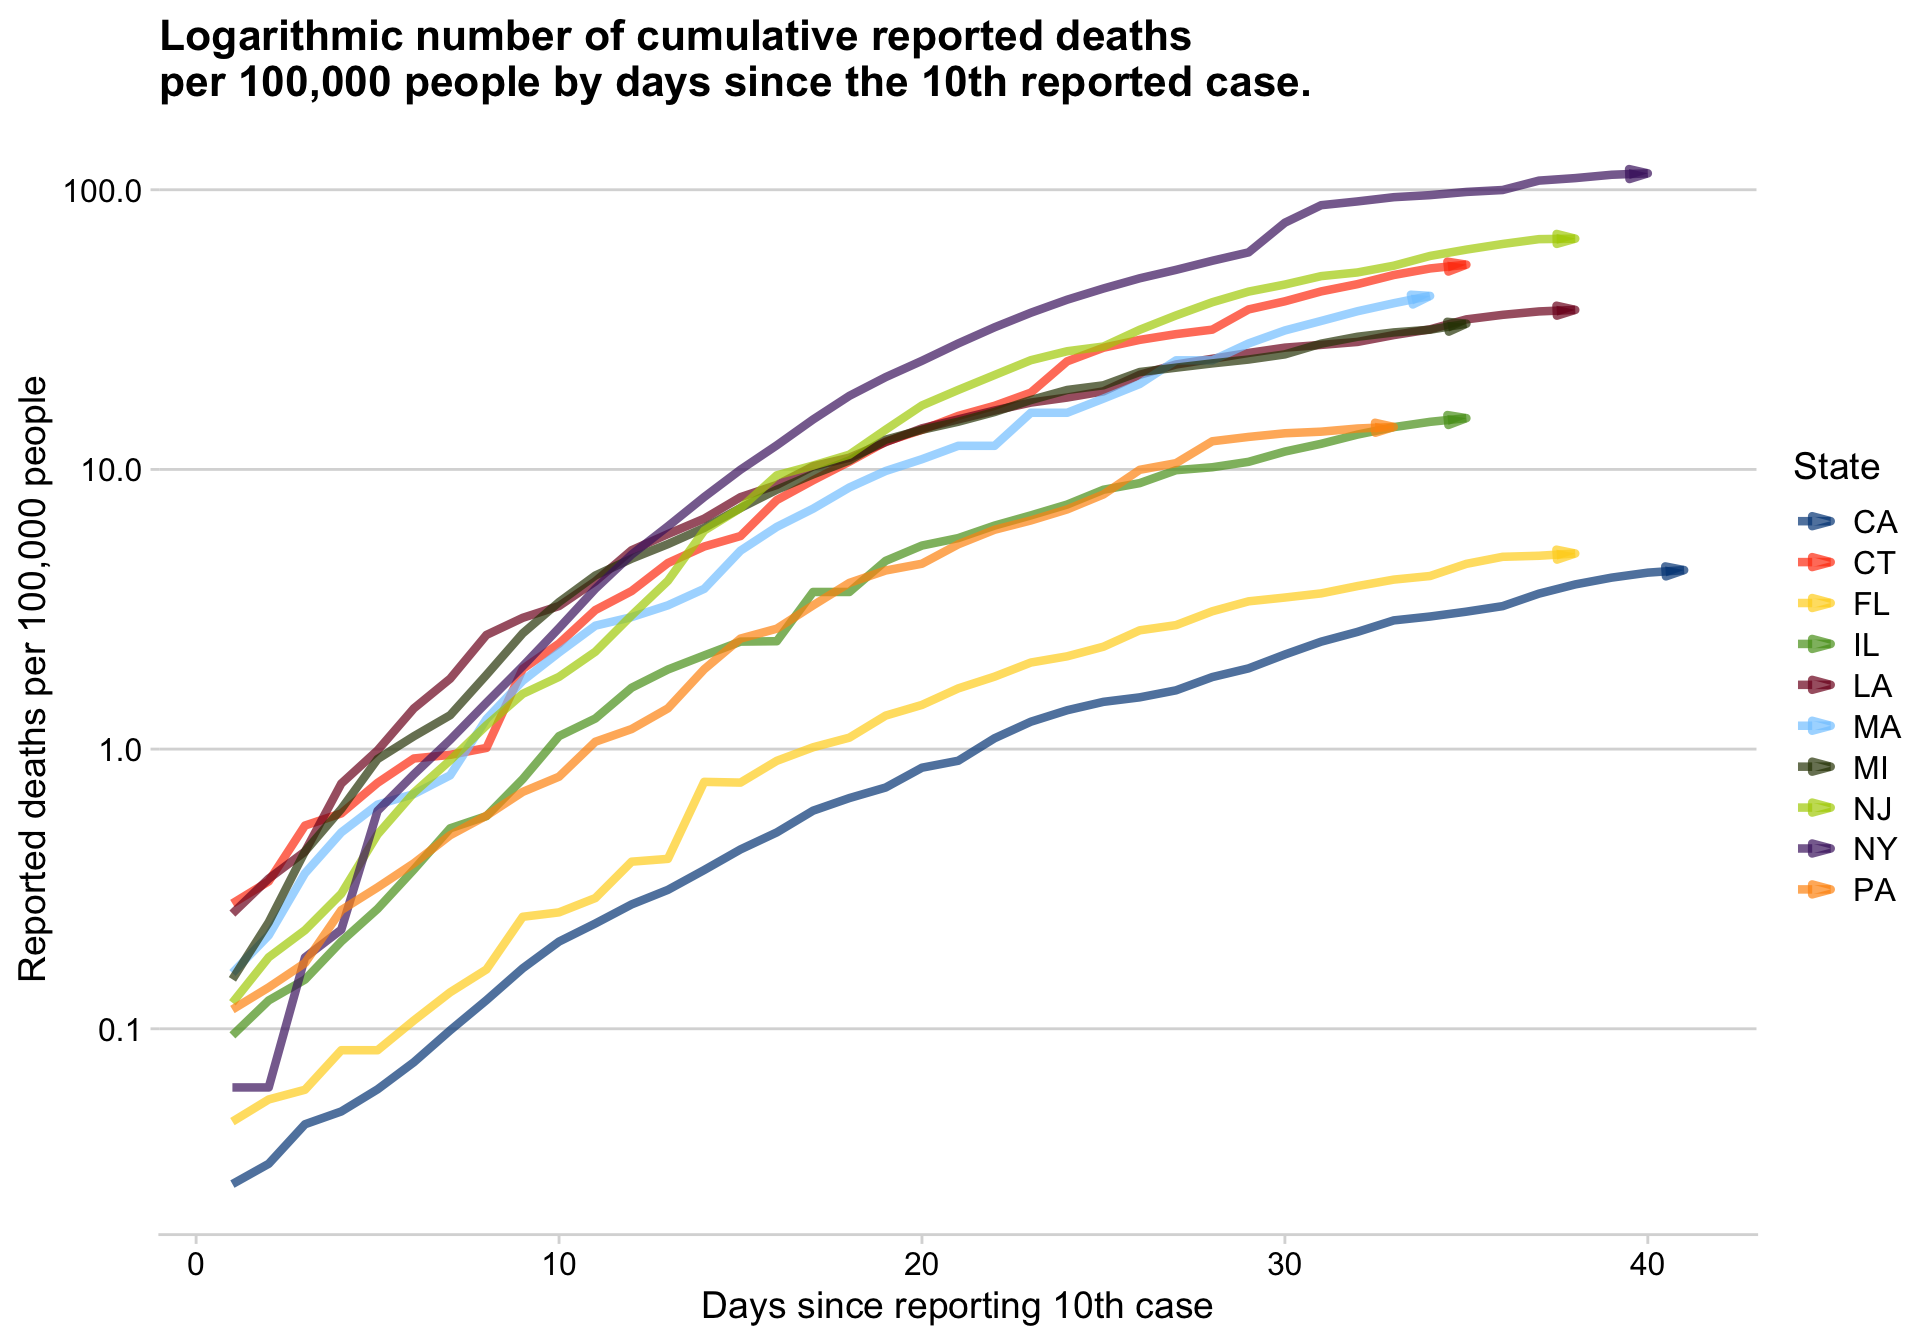 Logarithmic number of cumulative reported deaths
per 100,000 people by days since the 10th reported case.
Reported deaths per 100,000 people
100.0
10.0
1.0
0.1
0
10
20
30
40
Days since reporting 10th case
State
CA
CT
FL
IL
LA
MA
MI
NJ
NY
PA